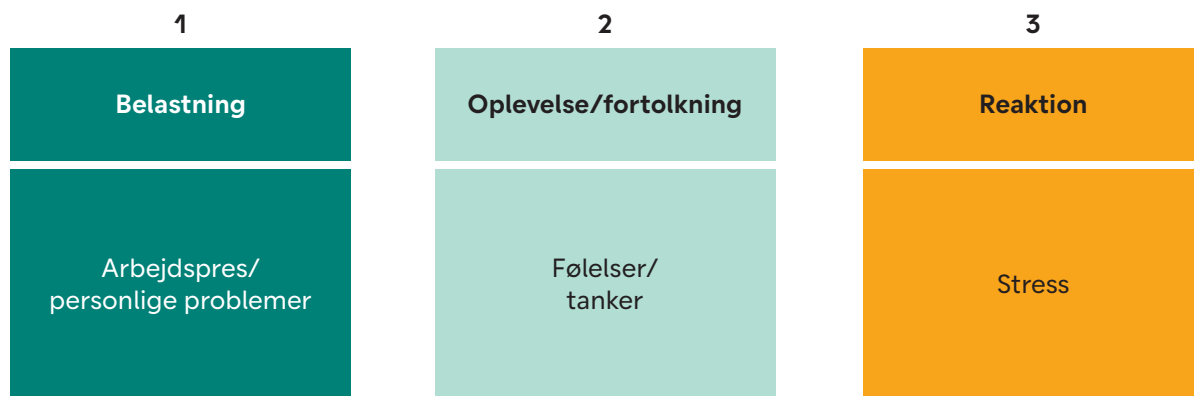 1
2
3
Belastning
Oplevelse/fortolkning
Reaktion
Arbejdspres/
personlige problemer
Følelser/
tanker
Stress